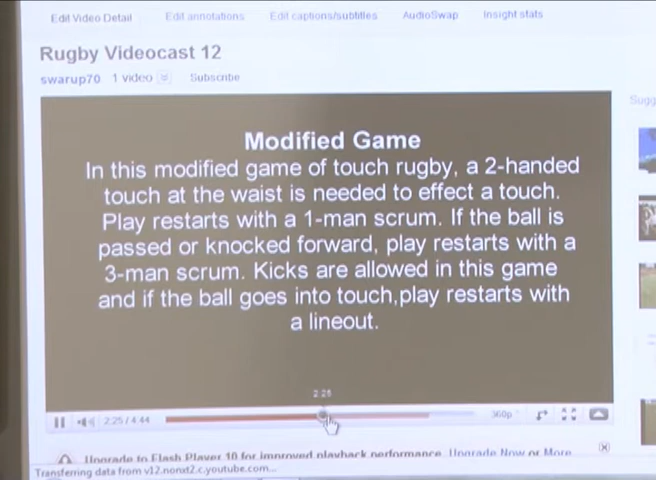 Edit Video Detail Edit annotations Edit captions/subtitles AudioSwap Insight stats
Rugby Videocast 12
swarup70 1 video Subscribe
Sugg
Modified Game
In this modified game of touch rugby, a 2-handed
touch at the waist is needed to effect a touch.
Play restarts with a 1-man scrum. If the ball is
passed or knocked forward, play restarts with a
3-man scrum. Kicks are allowed in this game
and if the ball goes into touch,play restarts with
a lineout.
2:25
2:25 / 4:44 360p
Upgrade to Flash Player 10 for improved playback performance. Upgrade Now or More
Transferring data from v12.nonxt2.c.youtube.com...